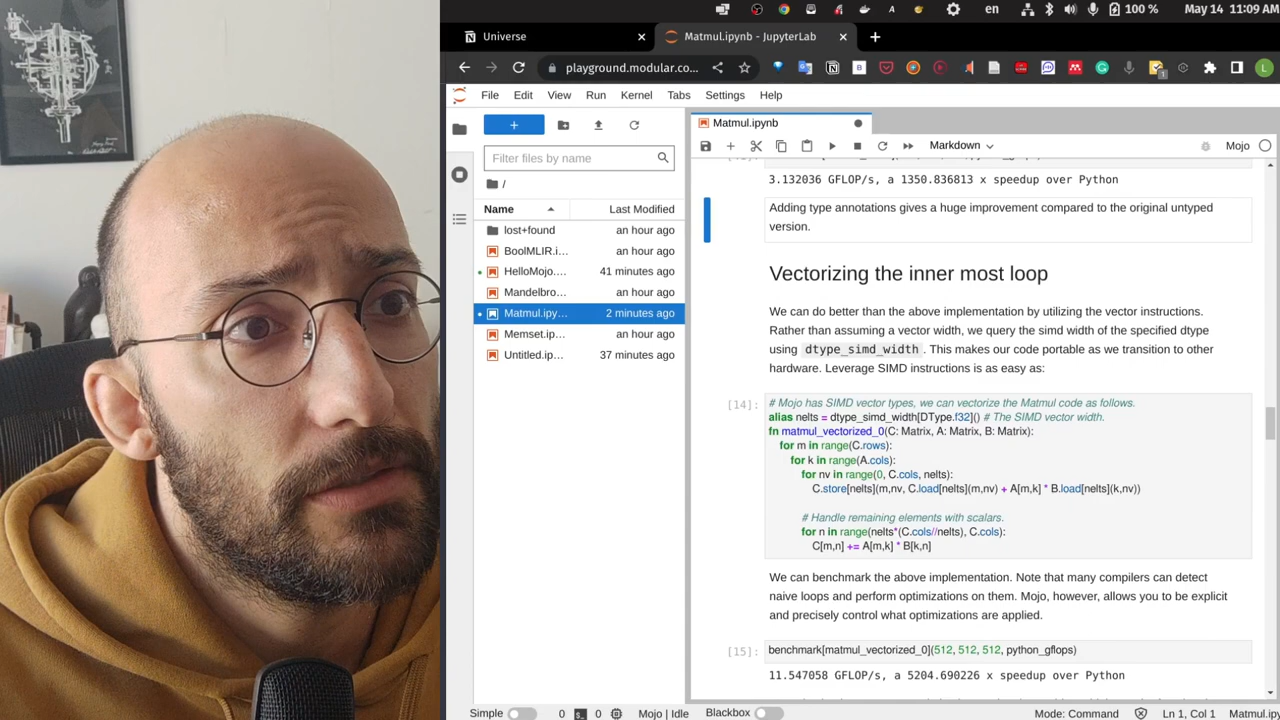 en
100 %
May 14 11:09 AM
Universe
Matmul.ipynb - JupyterLab
playground.modular.co...
File Edit View Run Kernel Tabs Settings Help
Matmul.ipynb
Filter files by name
Markdown
Mojo
/
Name
Last Modified
lost+found an hour ago
BoolMLIR.i... an hour ago
HelloMojo.... 41 minutes ago
Mandelbro... an hour ago
Matmul.ipy... 2 minutes ago
Memset.ip... an hour ago
Untitled.ip... 37 minutes ago
3.132036 GFLOP/s, a 1350.836813 x speedup over Python
Adding type annotations gives a huge improvement compared to the original untyped
version.
Vectorizing the inner most loop
We can do better than the above implementation by utilizing the vector instructions.
Rather than assuming a vector width, we query the simd width of the specified dtype
using dtype_simd_width. This makes our code portable as we transition to other
hardware. Leverage SIMD instructions is as easy as:
[14]:
# Mojo has SIMD vector types, we can vectorize the Matmul code as follows.
alias nelts = dtype_simd_width[DType.f32]() # The SIMD vector width.
fn matmul_vectorized_0(C: Matrix, A: Matrix, B: Matrix):
for m in range(C.rows):
for k in range(A.cols):
for nv in range(0, C.cols, nelts):
C.store[nelts](m,nv, C.load[nelts](m,nv) + A[m,k] * B.load[nelts](k,nv))
# Handle remaining elements with scalars.
for n in range(nelts*(C.cols//nelts), C.cols):
C[m,n] += A[m,k] * B[k,n]
We can benchmark the above implementation. Note that many compilers can detect
naive loops and perform optimizations on them. Mojo, however, allows you to be explicit
and precisely control what optimizations are applied.
[15]:
benchmark[matmul_vectorized_0](512, 512, 512, python_gflops)
11.547058 GFLOP/s, a 5204.690226 x speedup over Python
Simple 0 0 Mojo | Idle Blackbox Mode: Command Ln 1, Col 1 Matmul.ip